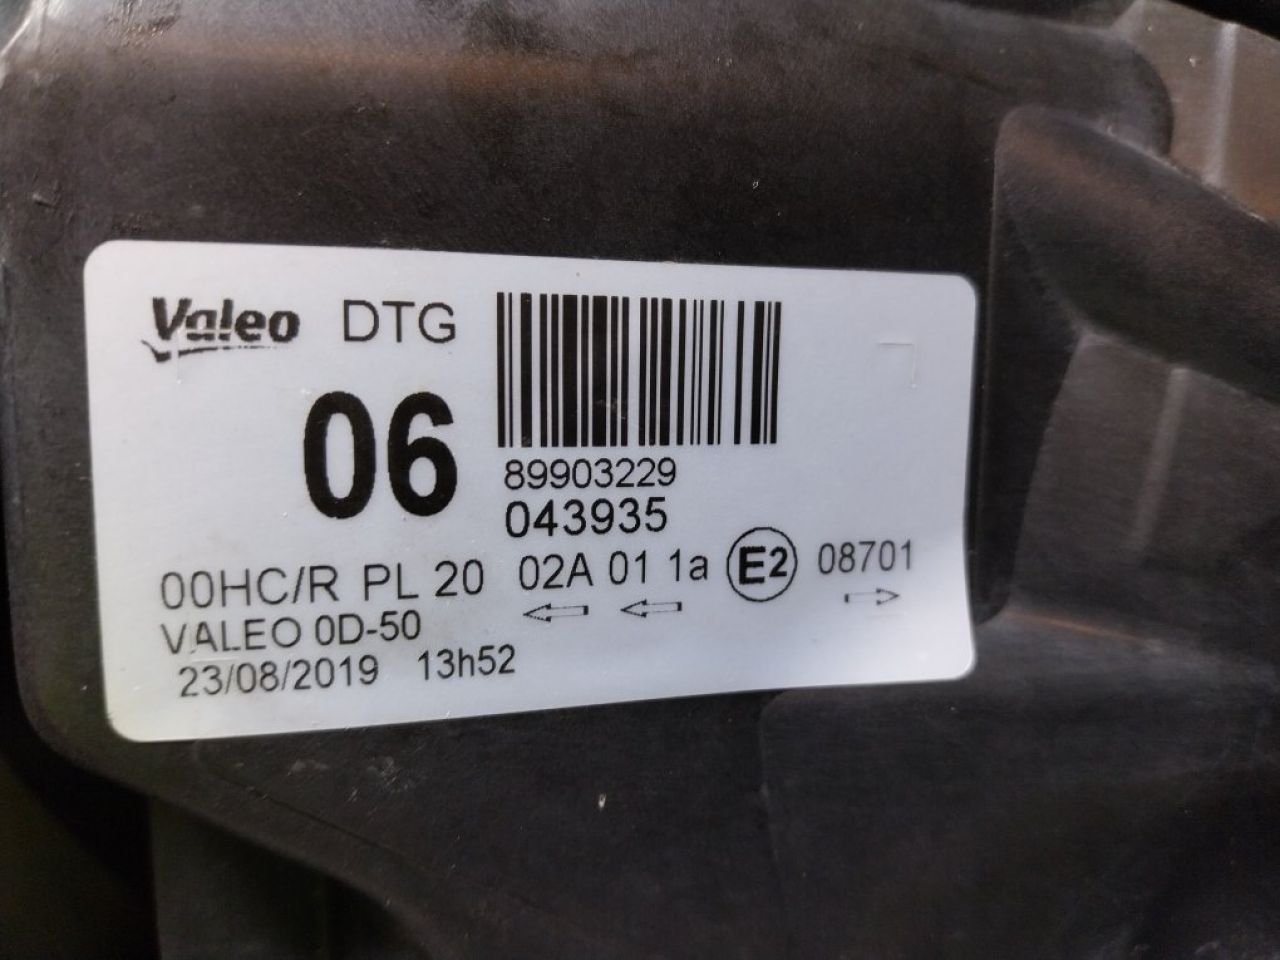 Valeo DTG
06
89903229
043935
00HC/R PL 20 02A 01 1a E2 08701
VALEO 0D-50
23/08/2019 13h52